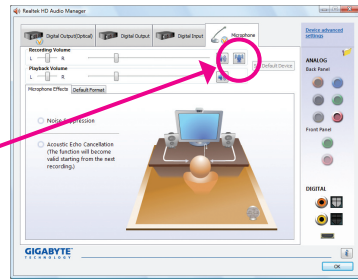 Realtek HD Audio Manager
Digital Output(Optical)
Digital Output
Digital Input
Microphone
Device advanced settings
Recording Volume
L
R
Default Device
Playback Volume
L
R
Microphone Effects
Default Format
Noise Suppression
Acoustic Echo Cancellation
(The function will become
valid starting from the next
recording.)
ANALOG
Back Panel
Front Panel
DIGITAL
GIGABYTE
TECHNOLOGY
i
OK